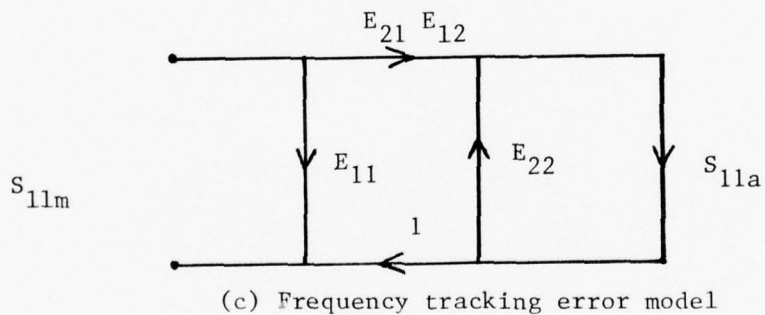 E21 E12
E11
E22
S11m
S11a
1
(c) Frequency tracking error model